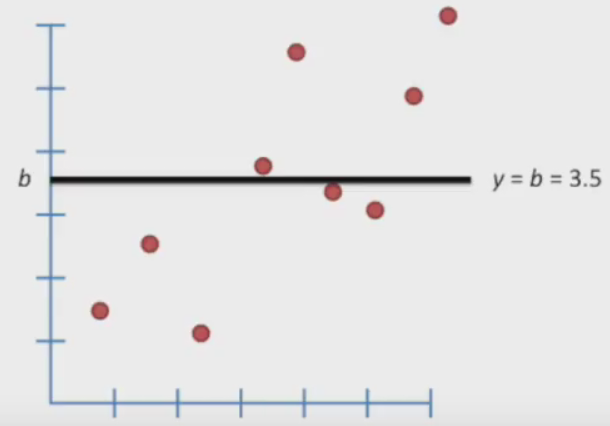 b
y = b = 3.5